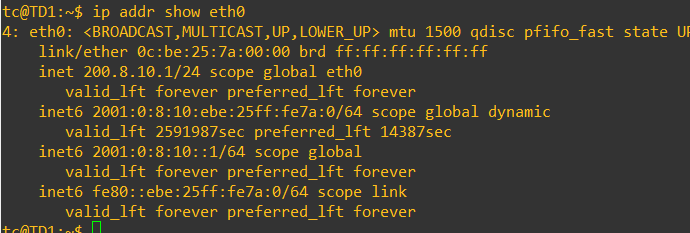 tc@TD1:~$ ip addr show eth0
4: eth0: <BROADCAST,MULTICAST,UP,LOWER_UP> mtu 1500 qdisc pfifo_fast state UP
link/ether 0c:be:25:7a:00:00 brd ff:ff:ff:ff:ff:ff
inet 200.8.10.1/24 scope global eth0
valid_lft forever preferred_lft forever
inet6 2001:0:8:10:ebe:25ff:fe7a:0/64 scope global dynamic
valid_lft 2591987sec preferred_lft 14387sec
inet6 2001:0:8:10::1/64 scope global
valid_lft forever preferred_lft forever
inet6 fe80::ebe:25ff:fe7a:0/64 scope link
valid_lft forever preferred_lft forever
tc@TD1:~$